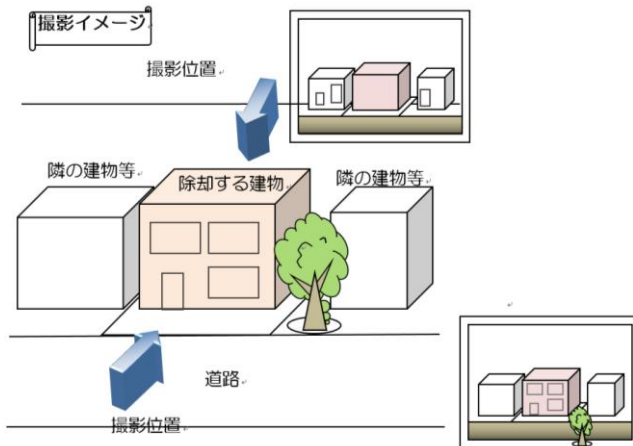 撮影イメージ
撮影位置
隣の建物等
除却する建物
隣の建物等
道路
撮影位置